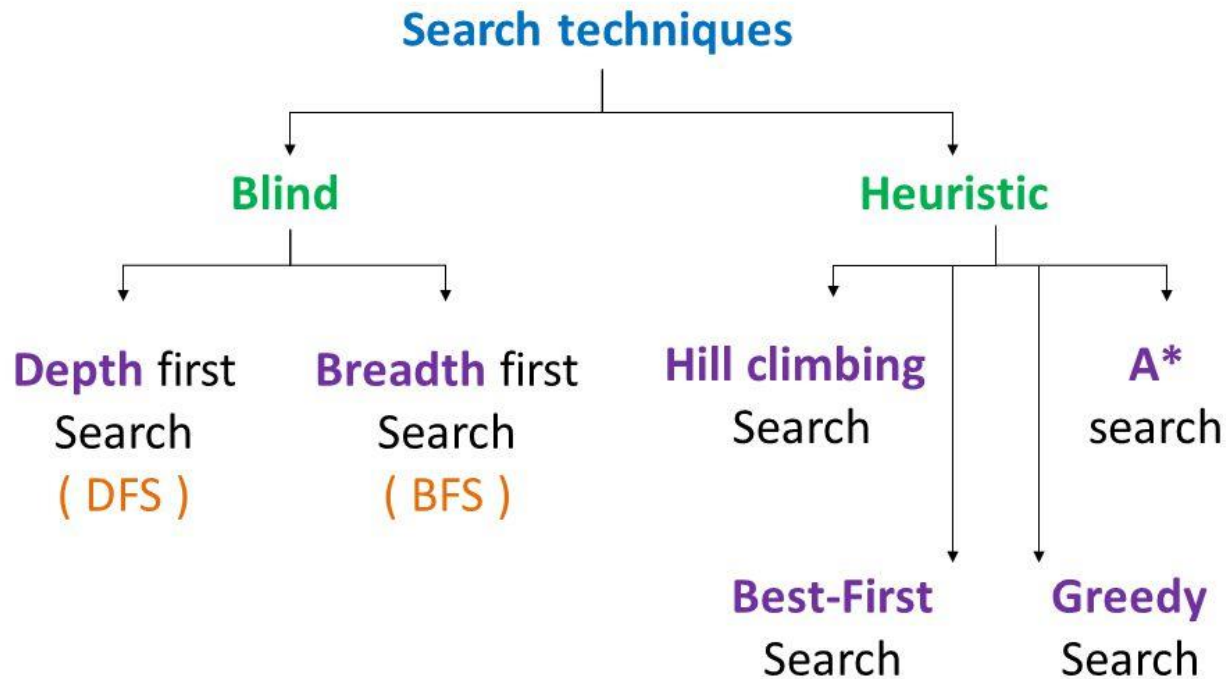 Search techniques
Blind
Heuristic
Depth first
Search
( DFS )
Breadth first
Search
( BFS )
Hill climbing
Search
A*
search
Best-First
Search
Greedy
Search